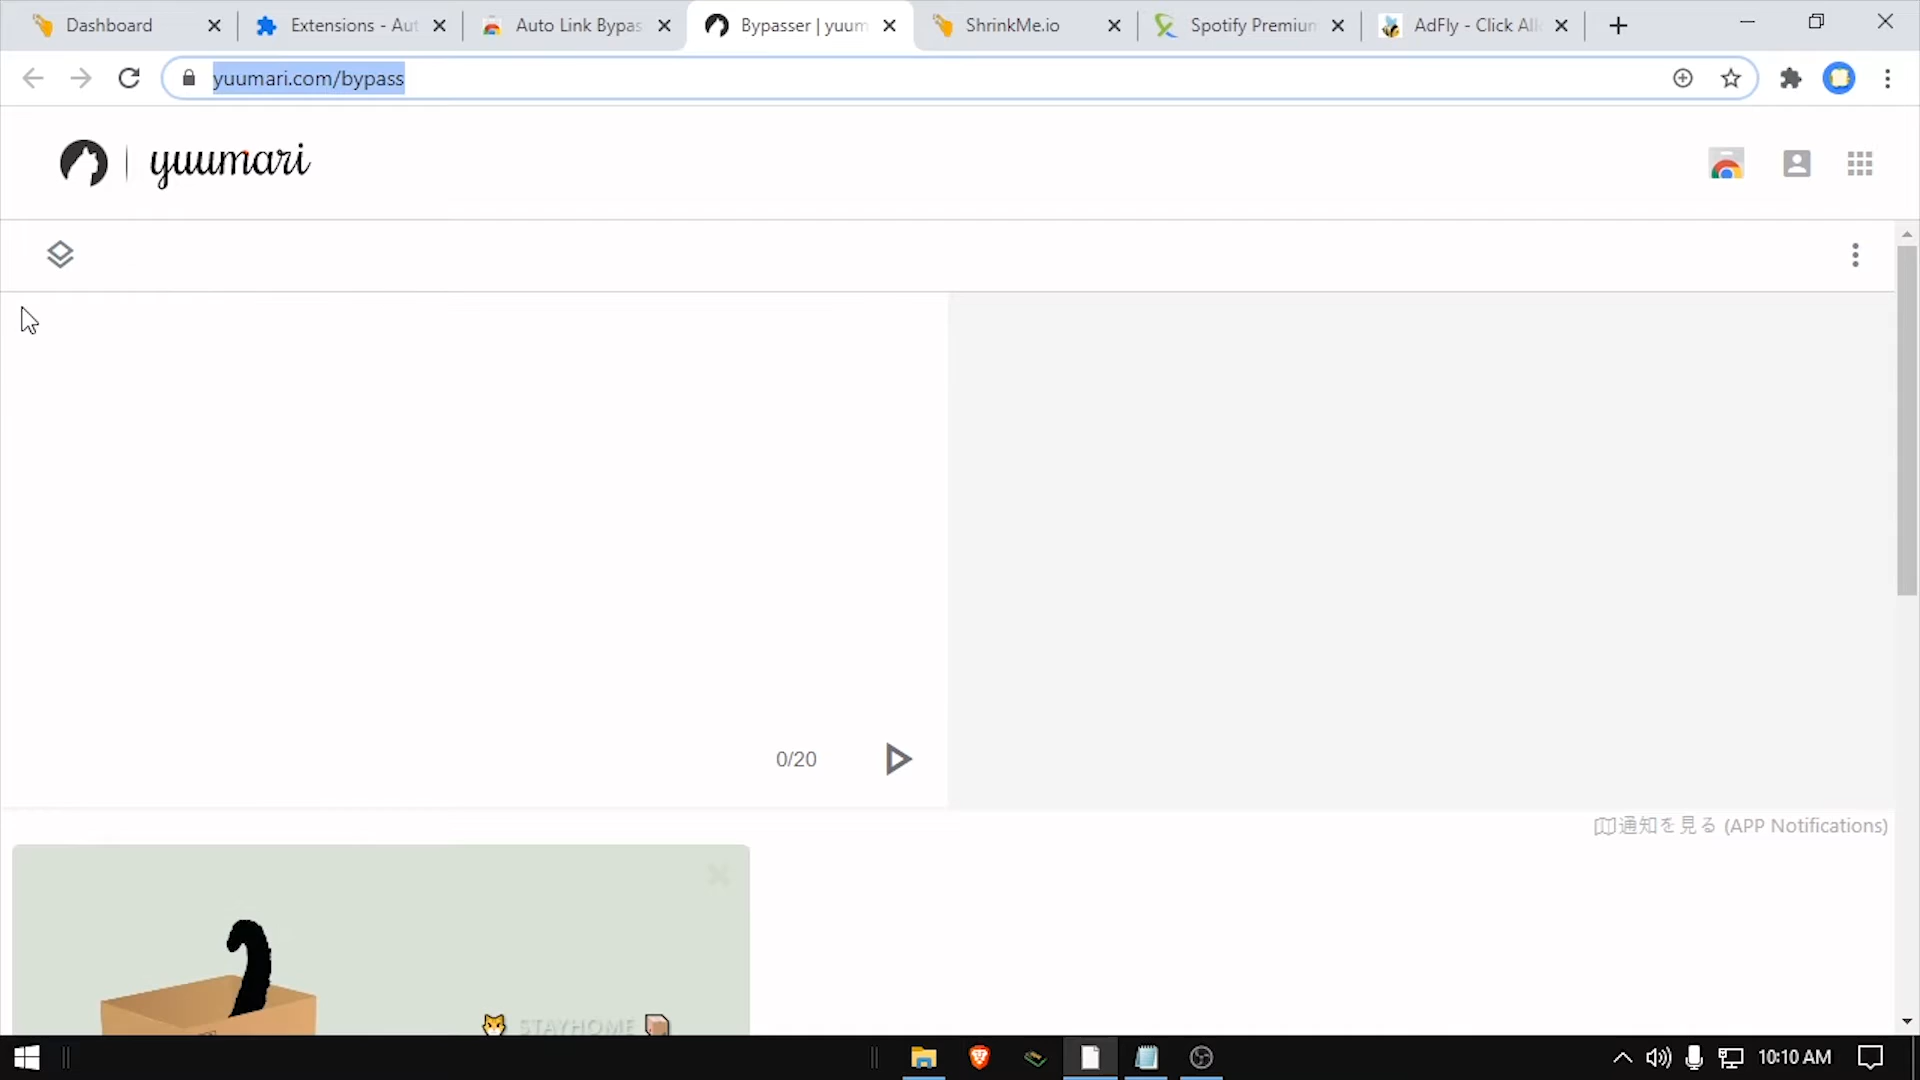 Dashboard
Extensions - Aut
Auto Link Bypas
Bypasser | yuum
ShrinkMe.io
Spotify Premium
AdFly - Click All
yuumari.com/bypass
yuumari
0/20
通知を見る (APP Notifications)
STAYHOME
10:10 AM